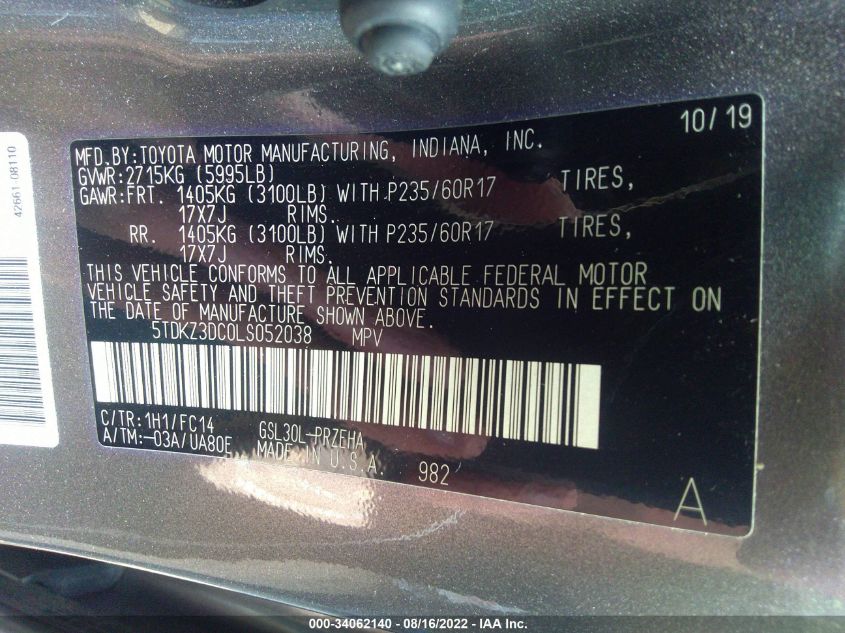 10/19
MFD.BY:TOYOTA MOTOR MANUFACTURING, INDIANA, INC.
GVWR:2715KG (5995LB)
GAWR:FRT. 1405KG (3100LB) WITH P235/60R17 TIRES,
17X7J RIMS.
RR. 1405KG (3100LB) WITH P235/60R17 TIRES,
17X7J RIMS.
THIS VEHICLE CONFORMS TO ALL APPLICABLE FEDERAL MOTOR
VEHICLE SAFETY AND THEFT PREVENTION STANDARDS IN EFFECT ON
THE DATE OF MANUFACTURE SHOWN ABOVE.
5TDKZ3DC0LS052038 MPV
C/TR:1H1/FC14 GSL30L-PRZEHA
A/TM:-03A/UA80E MADE IN U.S.A. 982
A
42661-08110
000-34062140 - 08/16/2022 - IAA Inc.